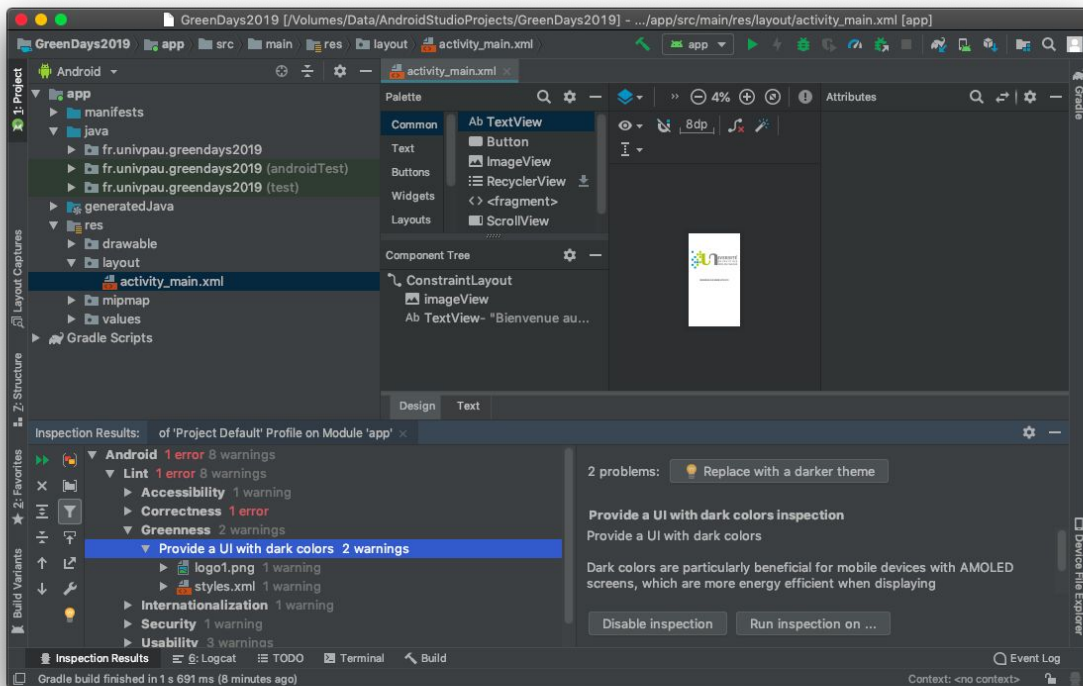 GreenDays2019 [/Volumes/Data/AndroidStudioProjects/GreenDays2019] - .../app/src/main/res/layout/activity_main.xml [app]
GreenDays2019 app src main res layout activity_main.xml app
1: Project
Layout Captures
Z: Structure
2: Favorites
Build Variants
Android
app
manifests
java
fr.univpau.greendays2019
fr.univpau.greendays2019 (androidTest)
fr.univpau.greendays2019 (test)
generatedJava
res
drawable
layout
activity_main.xml
mipmap
values
Gradle Scripts
activity_main.xml
Palette
Common
Text
Buttons
Widgets
Layouts
Ab TextView
Button
ImageView
RecyclerView
<fragment>
ScrollView
Component Tree
ConstraintLayout
imageView
Ab TextView- "Bienvenue au...
4%
8dp
Attributes
Gradle
Device File Explorer
Design Text
Inspection Results: of 'Project Default' Profile on Module 'app'
Android 1 error 8 warnings
Lint 1 error 8 warnings
Accessibility 1 warning
Correctness 1 error
Greenness 2 warnings
Provide a UI with dark colors 2 warnings
logo1.png 1 warning
styles.xml 1 warning
Internationalization 1 warning
Security 1 warning
Usability 3 warnings
2 problems: Replace with a darker theme
Provide a UI with dark colors inspection
Provide a UI with dark colors
Dark colors are particularly beneficial for mobile devices with AMOLED
screens, which are more energy efficient when displaying
Disable inspection Run inspection on ...
Inspection Results 6: Logcat TODO Terminal Build Event Log
Gradle build finished in 1 s 691 ms (8 minutes ago) Context: <no context>